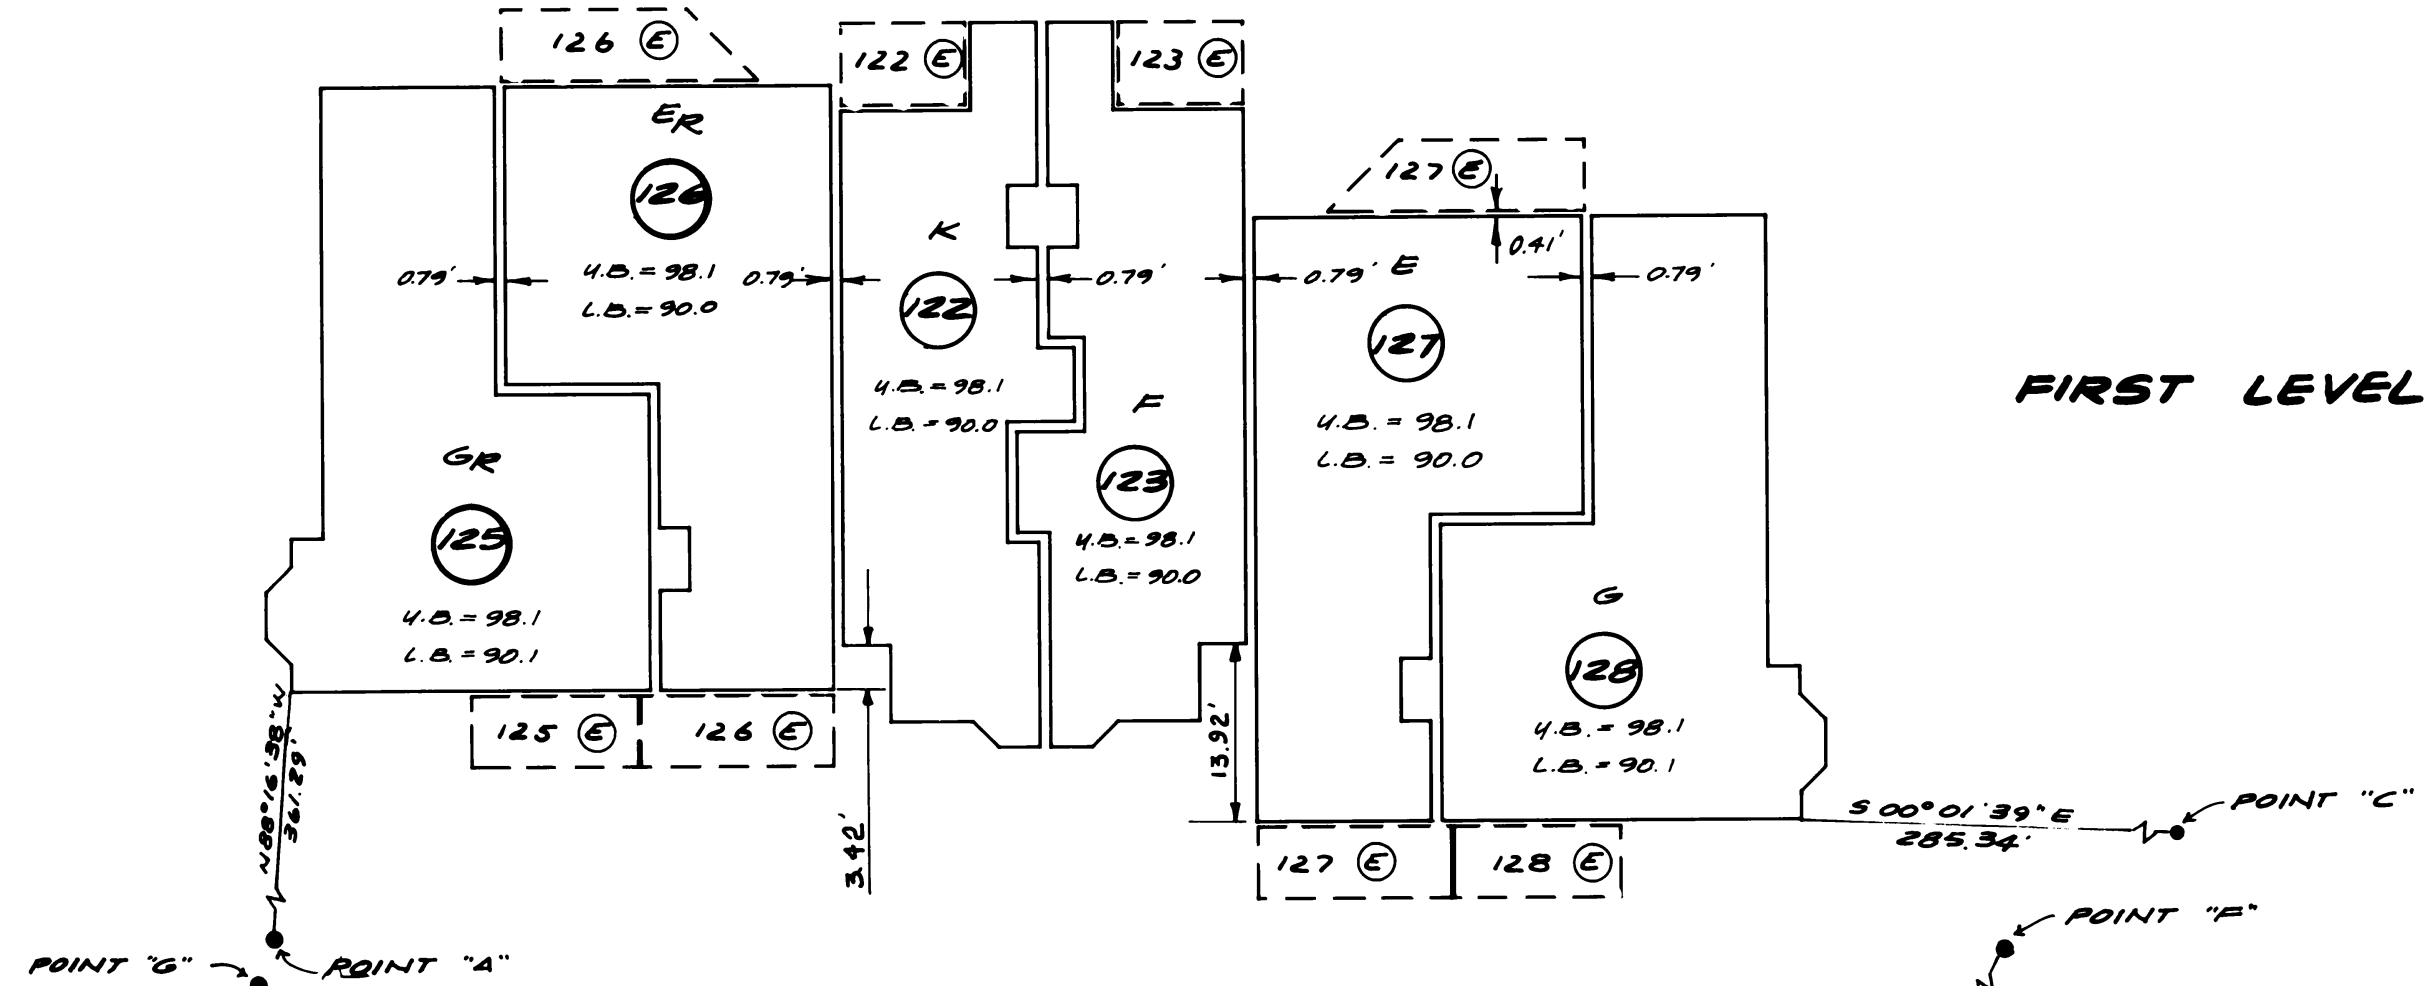 126 E
122 E
123 E
127 E
ER
126
U.B. = 98.1
L.B. = 90.0
0.79'
0.79'
K
122
U.B. = 98.1
L.B. = 90.0
0.79'
0.79'
0.41'
E
127
U.B. = 98.1
L.B. = 90.0
0.79'
FIRST LEVEL
F
123
U.B. = 98.1
L.B. = 90.0
GR
125
U.B. = 98.1
L.B. = 90.1
G
128
U.B. = 98.1
L.B. = 90.1
125 E
126 E
13.92'
3.42'
127 E
128 E
N88°16'38"W
361.29'
S 00°01'39"E
285.34'
POINT "C"
POINT "F"
POINT "G"
POINT "A"